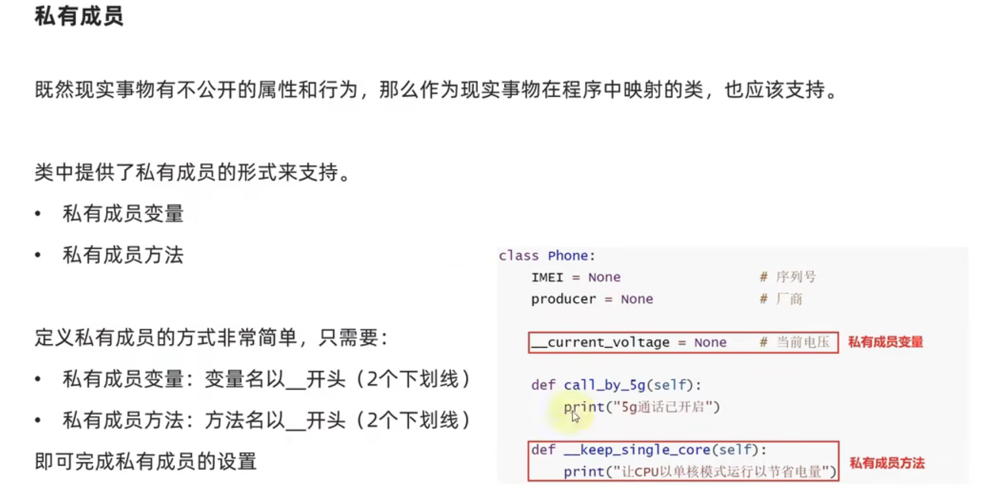 私有成员
既然现实事物有不公开的属性和行为，那么作为现实事物在程序中映射的类，也应该支持。
类中提供了私有成员的形式来支持。
• 私有成员变量
• 私有成员方法
定义私有成员的方式非常简单，只需要：
• 私有成员变量：变量名以__开头（2个下划线）
• 私有成员方法：方法名以__开头（2个下划线）
即可完成私有成员的设置
class Phone:
    IMEI = None                 # 序列号
    producer = None             # 厂商
    __current_voltage = None    # 当前电压 私有成员变量
    def call_by_5g(self):
        print("5g通话已开启")
    def __keep_single_core(self):
        print("让CPU以单核模式运行以节省电量")
私有成员方法